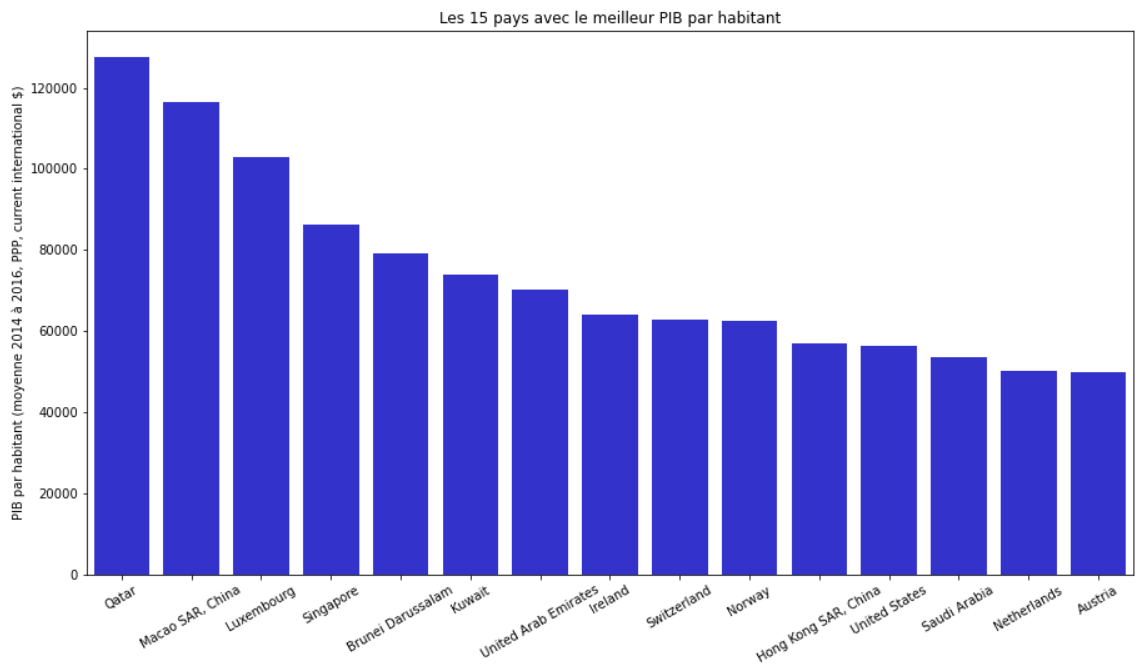 Les 15 pays avec le meilleur PIB par habitant
PIB par habitant (moyenne 2014 à 2016, PPP, current international $)
120000
100000
80000
60000
40000
20000
0
Qatar
Macao SAR, China
Luxembourg
Singapore
Brunei Darussalam
Kuwait
United Arab Emirates
Ireland
Switzerland
Norway
Hong Kong SAR, China
United States
Saudi Arabia
Netherlands
Austria